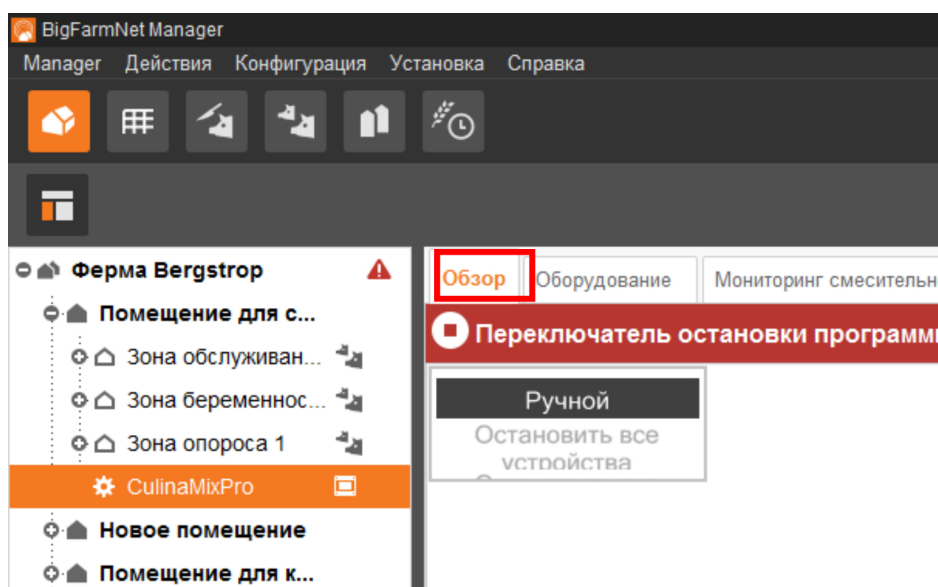 BigFarmNet Manager
Manager Действия Конфигурация Установка Справка
Ферма Bergstrop
Обзор Оборудование Мониторинг смесительн
Помещение для с...
Переключатель остановки программ
Зона обслуживан...
Ручной
Зона беременнос...
Остановить все
Зона опороса 1
устройства
CulinaMixPro
Новое помещение
Помещение для к...